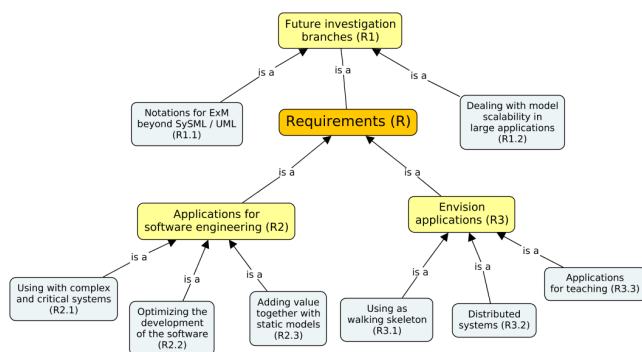 Future investigation
branches (R1)
is a
is a
is a
Notations for ExM
beyond SySML / UML
(R1.1)
Requirements (R)
Dealing with model
scalability in
large applications
(R1.2)
is a
is a
Applications for
software engineering (R2)
Envision
applications (R3)
is a
is a
is a
is a
is a
is a
Using with complex
and critical systems
(R2.1)
Optimizing the
development
of the software
(R2.2)
Adding value
together with
static models
(R2.3)
Using as
walking skeleton
(R3.1)
Distributed
systems (R3.2)
Applications
for teaching (R3.3)